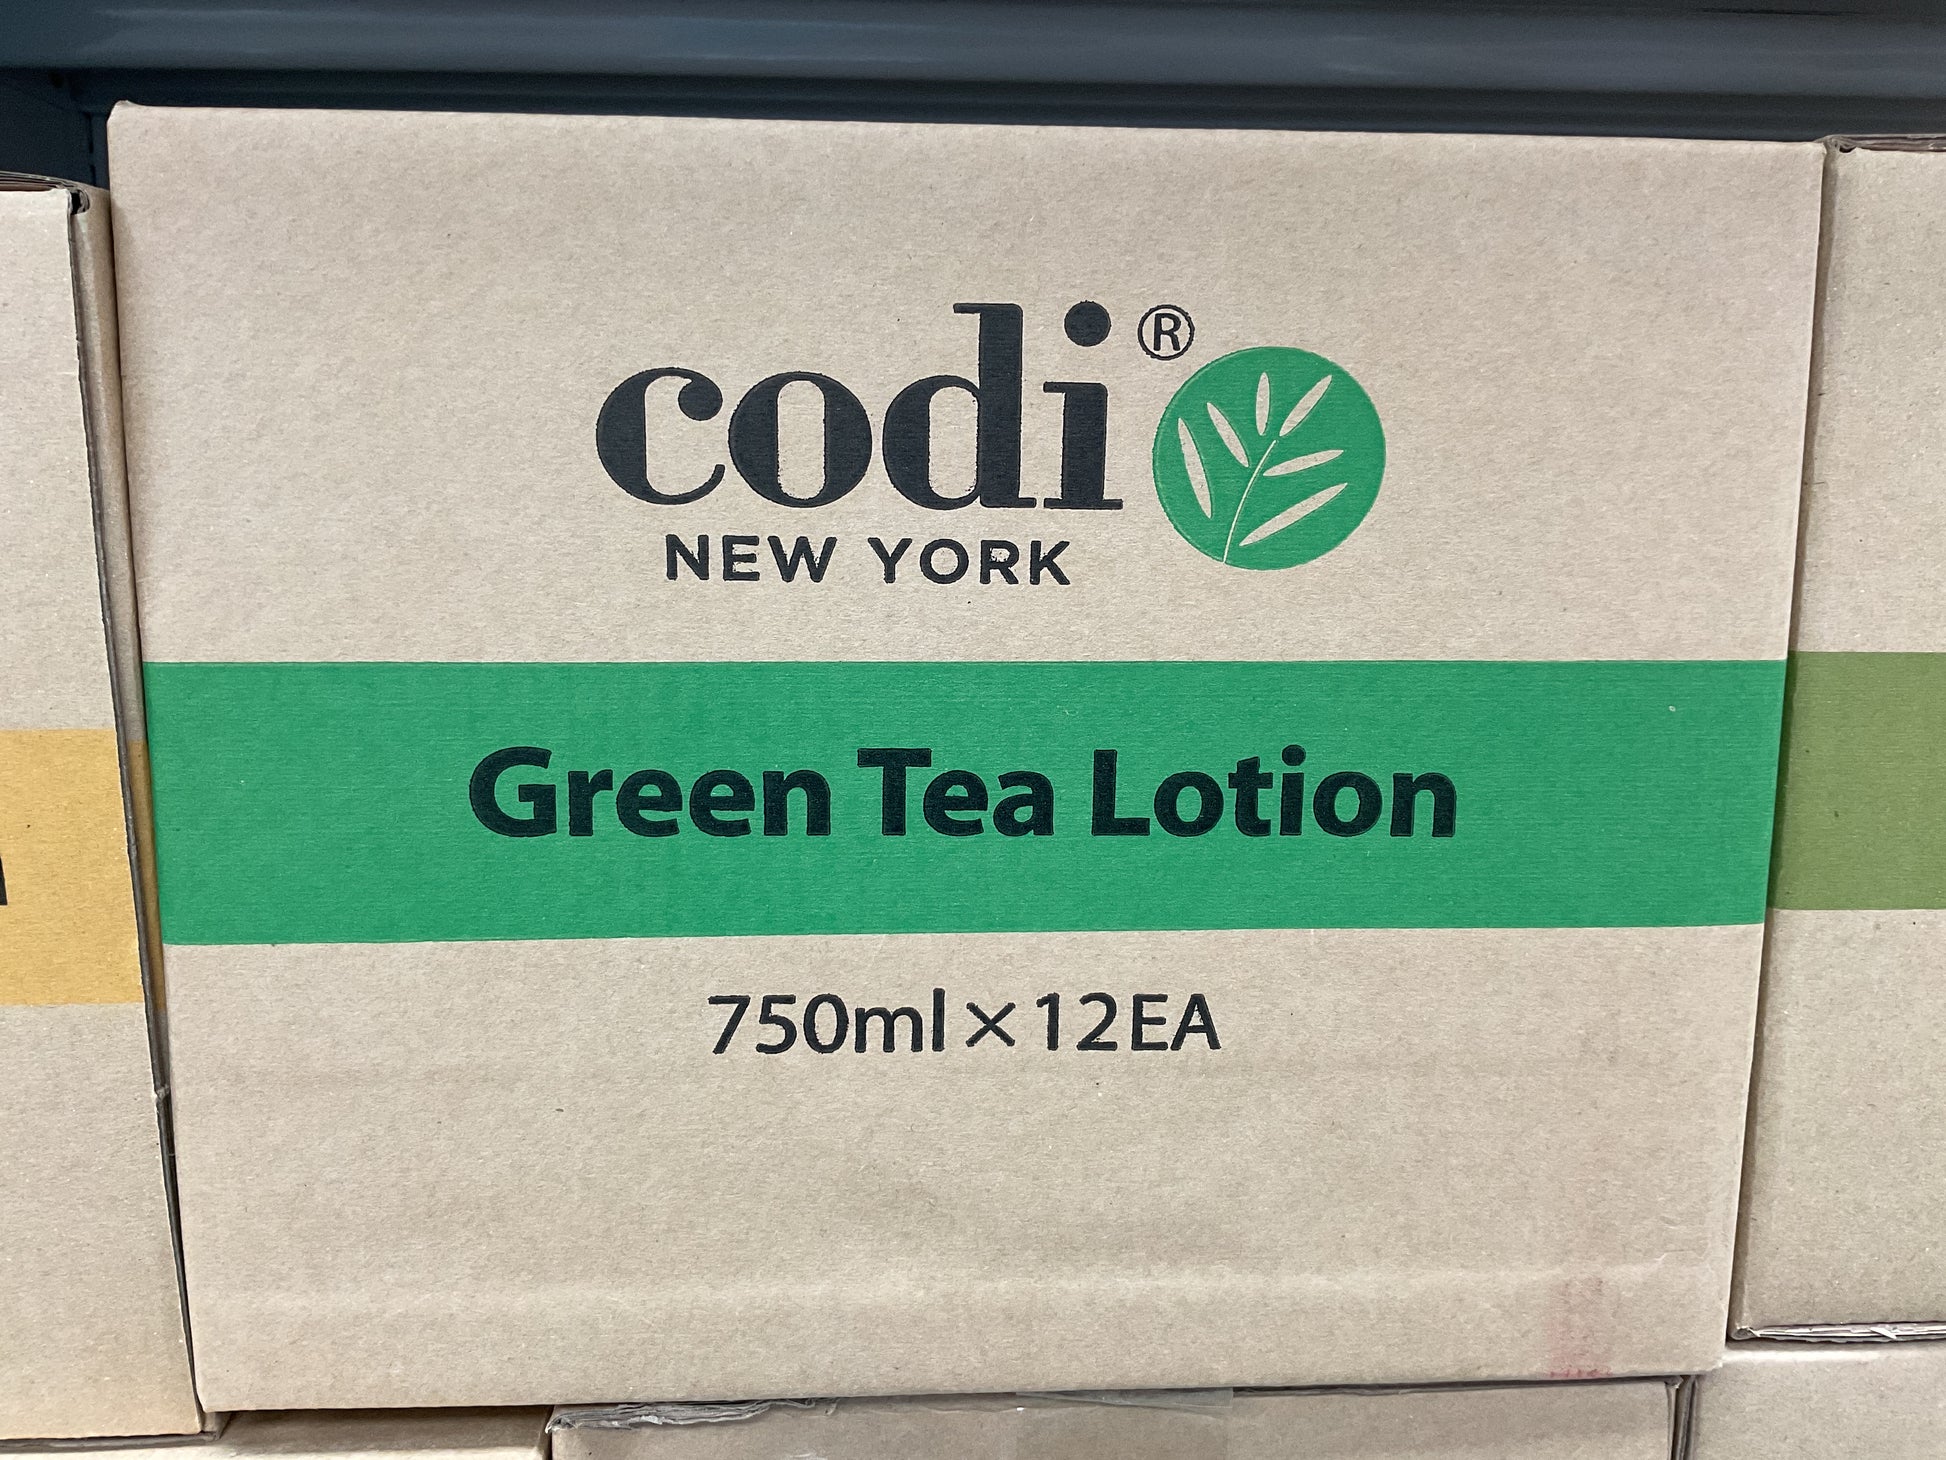 codi®
NEW YORK
Green Tea Lotion
750ml×12EA